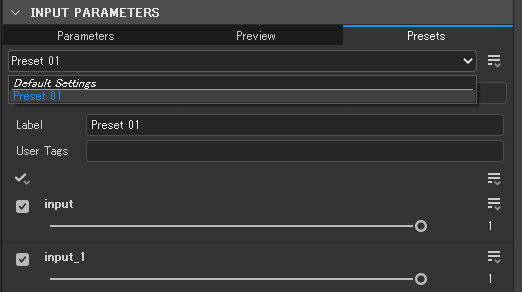 INPUT PARAMETERS
Parameters
Preview
Presets
Preset 01
Default Settings
Preset 01
Label
Preset 01
User Tags
input
1
input_1
1